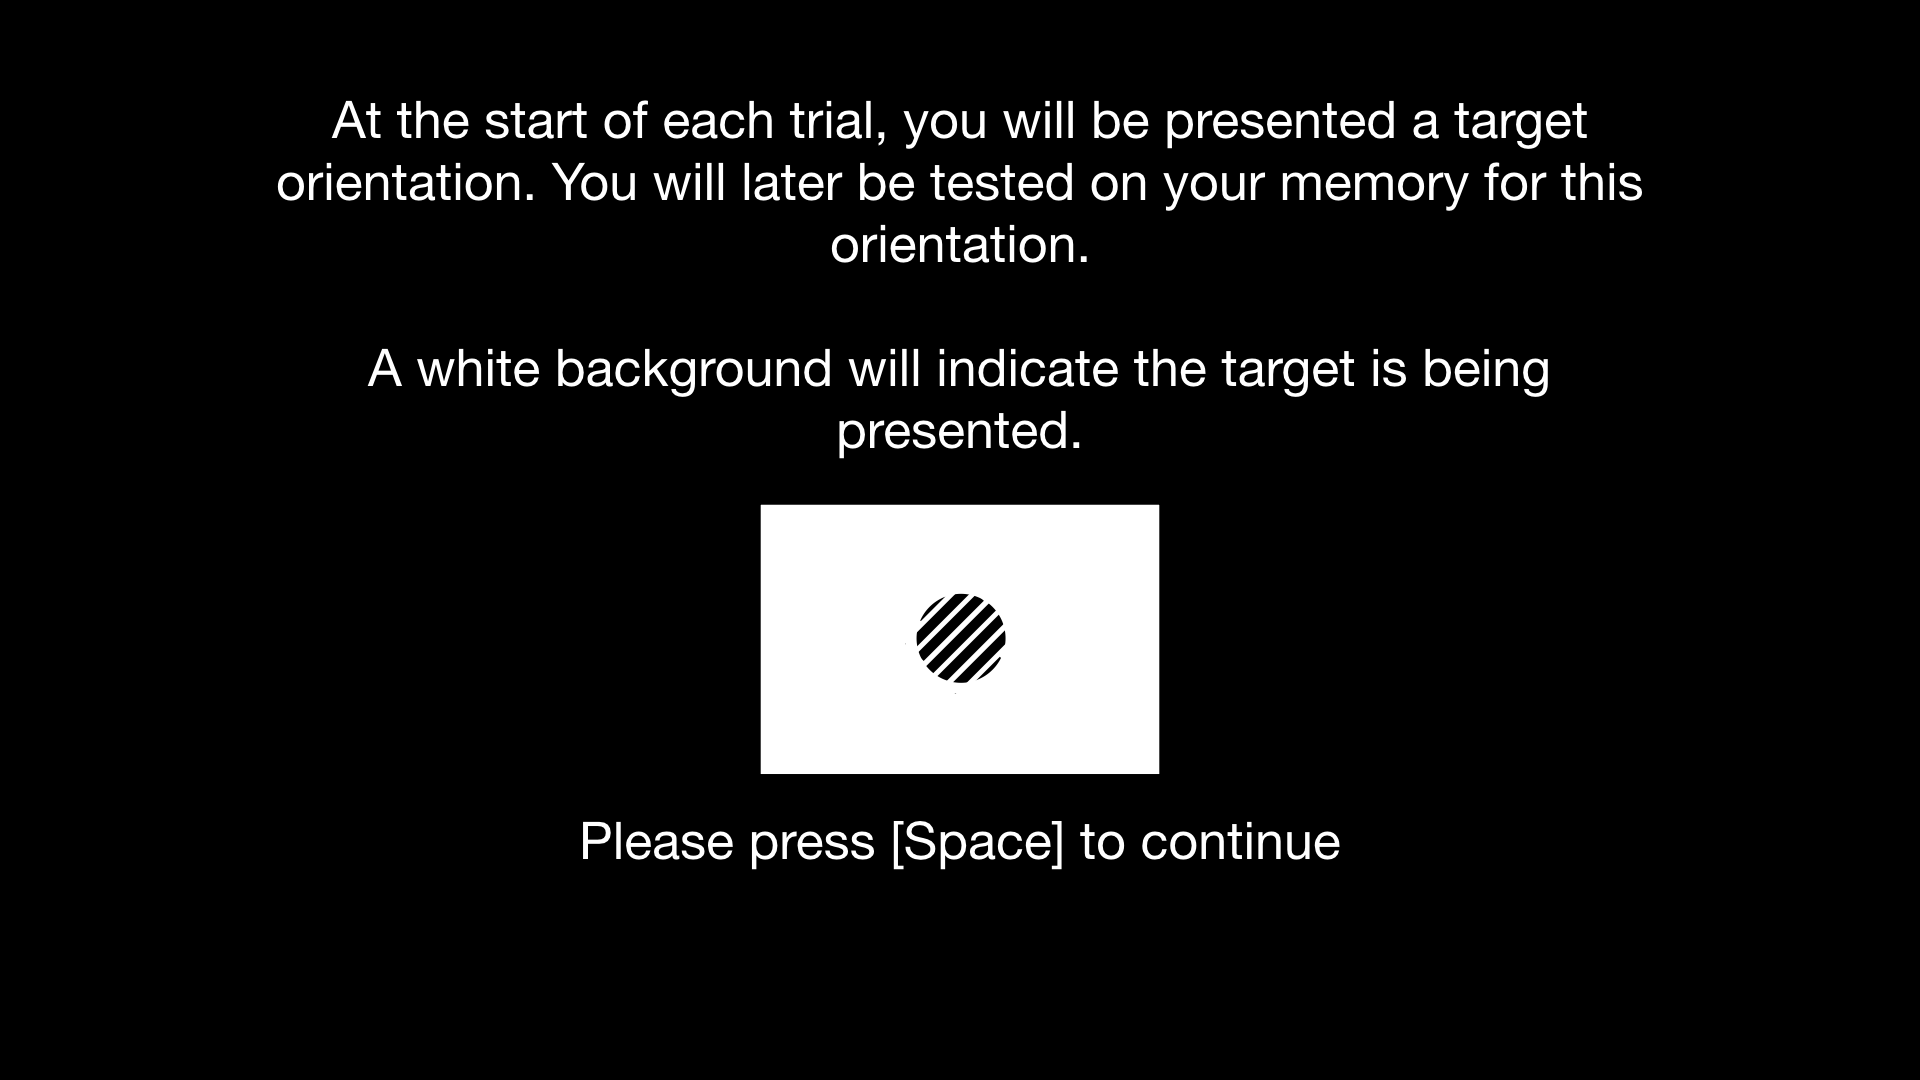 At the start of each trial, you will be presented a target
orientation. You will later be tested on your memory for this
orientation.
A white background will indicate the target is being
presented.
Please press [Space] to continue